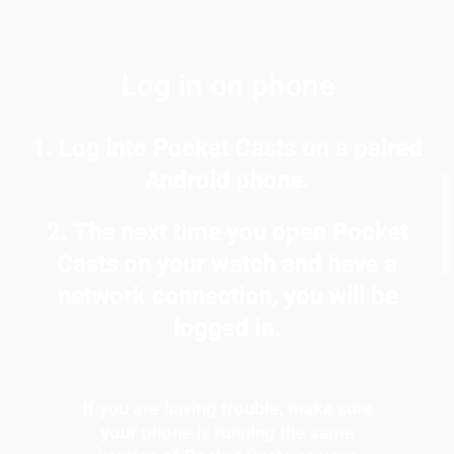 Log in on phone
1. Log into Pocket Casts on a paired
Android phone.
2. The next time you open Pocket
Casts on your watch and have a
network connection, you will be
logged in.
If you are having trouble, make sure
your phone is running the same